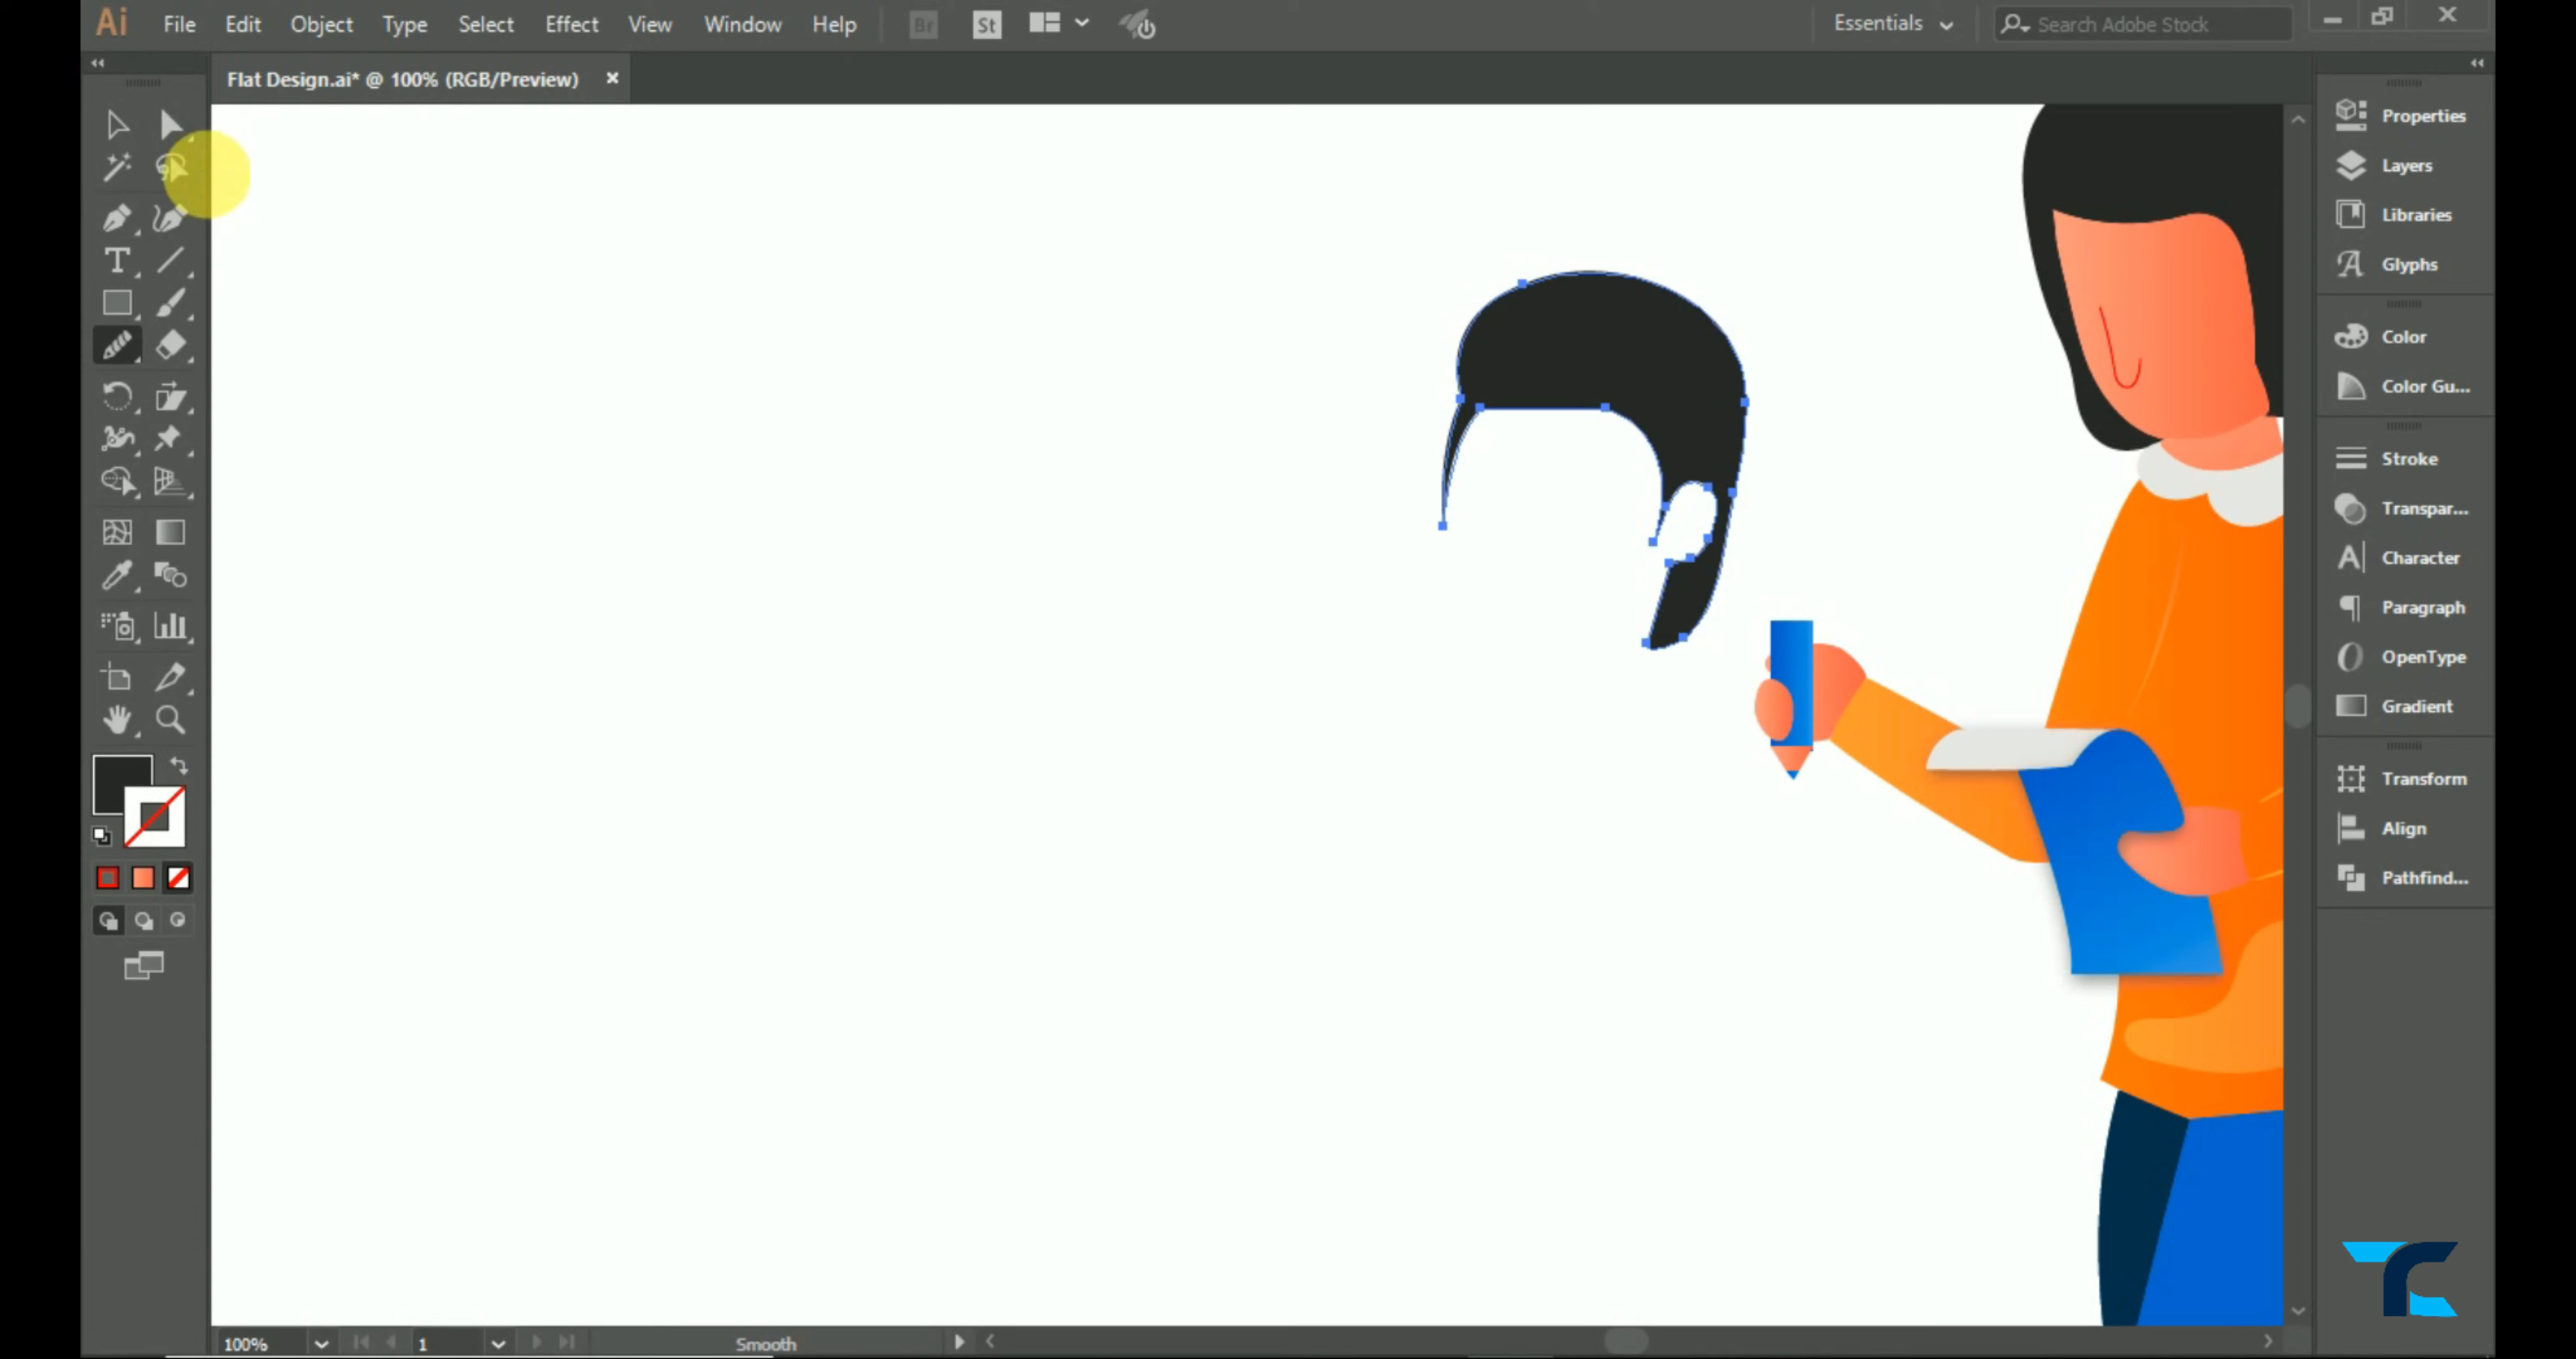 Ai File Edit Object Type Select Effect View Window Help Br St Essentials Search Adobe Stock
Flat Design.ai* @ 100% (RGB/Preview)
Properties
Layers
Libraries
Glyphs
Color
Color Gu...
Stroke
Transpar...
Character
Paragraph
OpenType
Gradient
Transform
Align
Pathfind...
100% 1 Smooth
TC